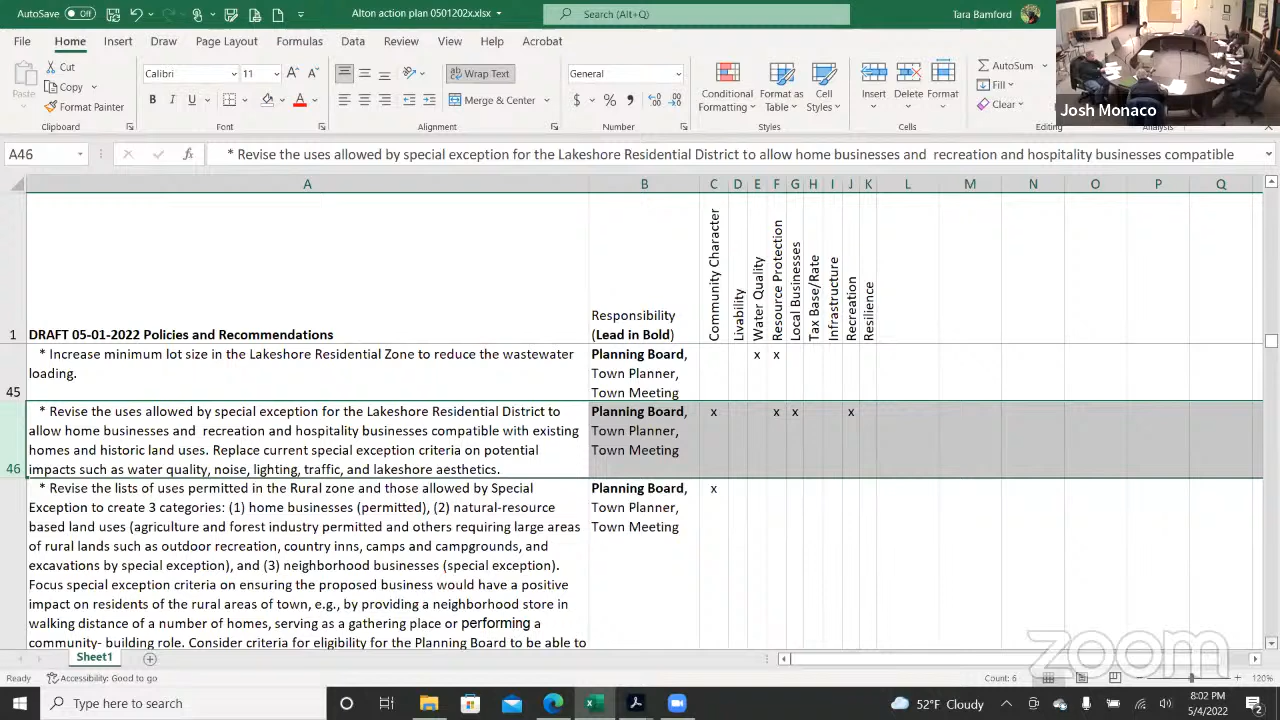 AutoSave Off
Alton action plan 0501202xx.xlsx
Search (Alt+Q)
Tara Bamford
File Home Insert Draw Page Layout Formulas Data Review View Help Acrobat
Paste
Cut
Copy
Format Painter
Clipboard
Calibri 11
B I U
Font
Wrap Text
Merge & Center
Alignment
General
$ % ,
Number
Conditional Formatting
Format as Table
Cell Styles
Styles
Insert Delete Format
Cells
AutoSum
Fill
Clear
Editing
Analysis
Josh Monaco
A46
fx
* Revise the uses allowed by special exception for the Lakeshore Residential District to allow home businesses and  recreation and hospitality businesses compatible
A B C D E F G H I J K L M N O P Q
1
DRAFT 05-01-2022 Policies and Recommendations
Responsibility
(Lead in Bold)
Community Character
Livability
Water Quality
Resource Protection
Local Businesses
Tax Base/Rate
Infrastructure
Recreation
Resilience
* Increase minimum lot size in the Lakeshore Residential Zone to reduce the wastewater
loading.
45
Planning Board,
Town Planner,
Town Meeting
x x
* Revise the uses allowed by special exception for the Lakeshore Residential District to
allow home businesses and  recreation and hospitality businesses compatible with existing
homes and historic land uses. Replace current special exception criteria on potential
impacts such as water quality, noise, lighting, traffic, and lakeshore aesthetics.
46
Planning Board,
Town Planner,
Town Meeting
x x x x
* Revise the lists of uses permitted in the Rural zone and those allowed by Special
Exception to create 3 categories: (1) home businesses (permitted), (2) natural-resource
based land uses (agriculture and forest industry permitted and others requiring large areas
of rural lands such as outdoor recreation, country inns, camps and campgrounds, and
excavations by special exception), and (3) neighborhood businesses (special exception).
Focus special exception criteria on ensuring the proposed business would have a positive
impact on residents of the rural areas of town, e.g., by providing a neighborhood store in
walking distance of a number of homes, serving as a gathering place or performing a
community- building role. Consider criteria for eligibility for the Planning Board to be able to
Planning Board,
Town Planner,
Town Meeting
x
zoom
Sheet1
Ready
Accessibility: Good to go
Count: 6
120%
Type here to search
52°F Cloudy
8:02 PM
5/4/2022
2